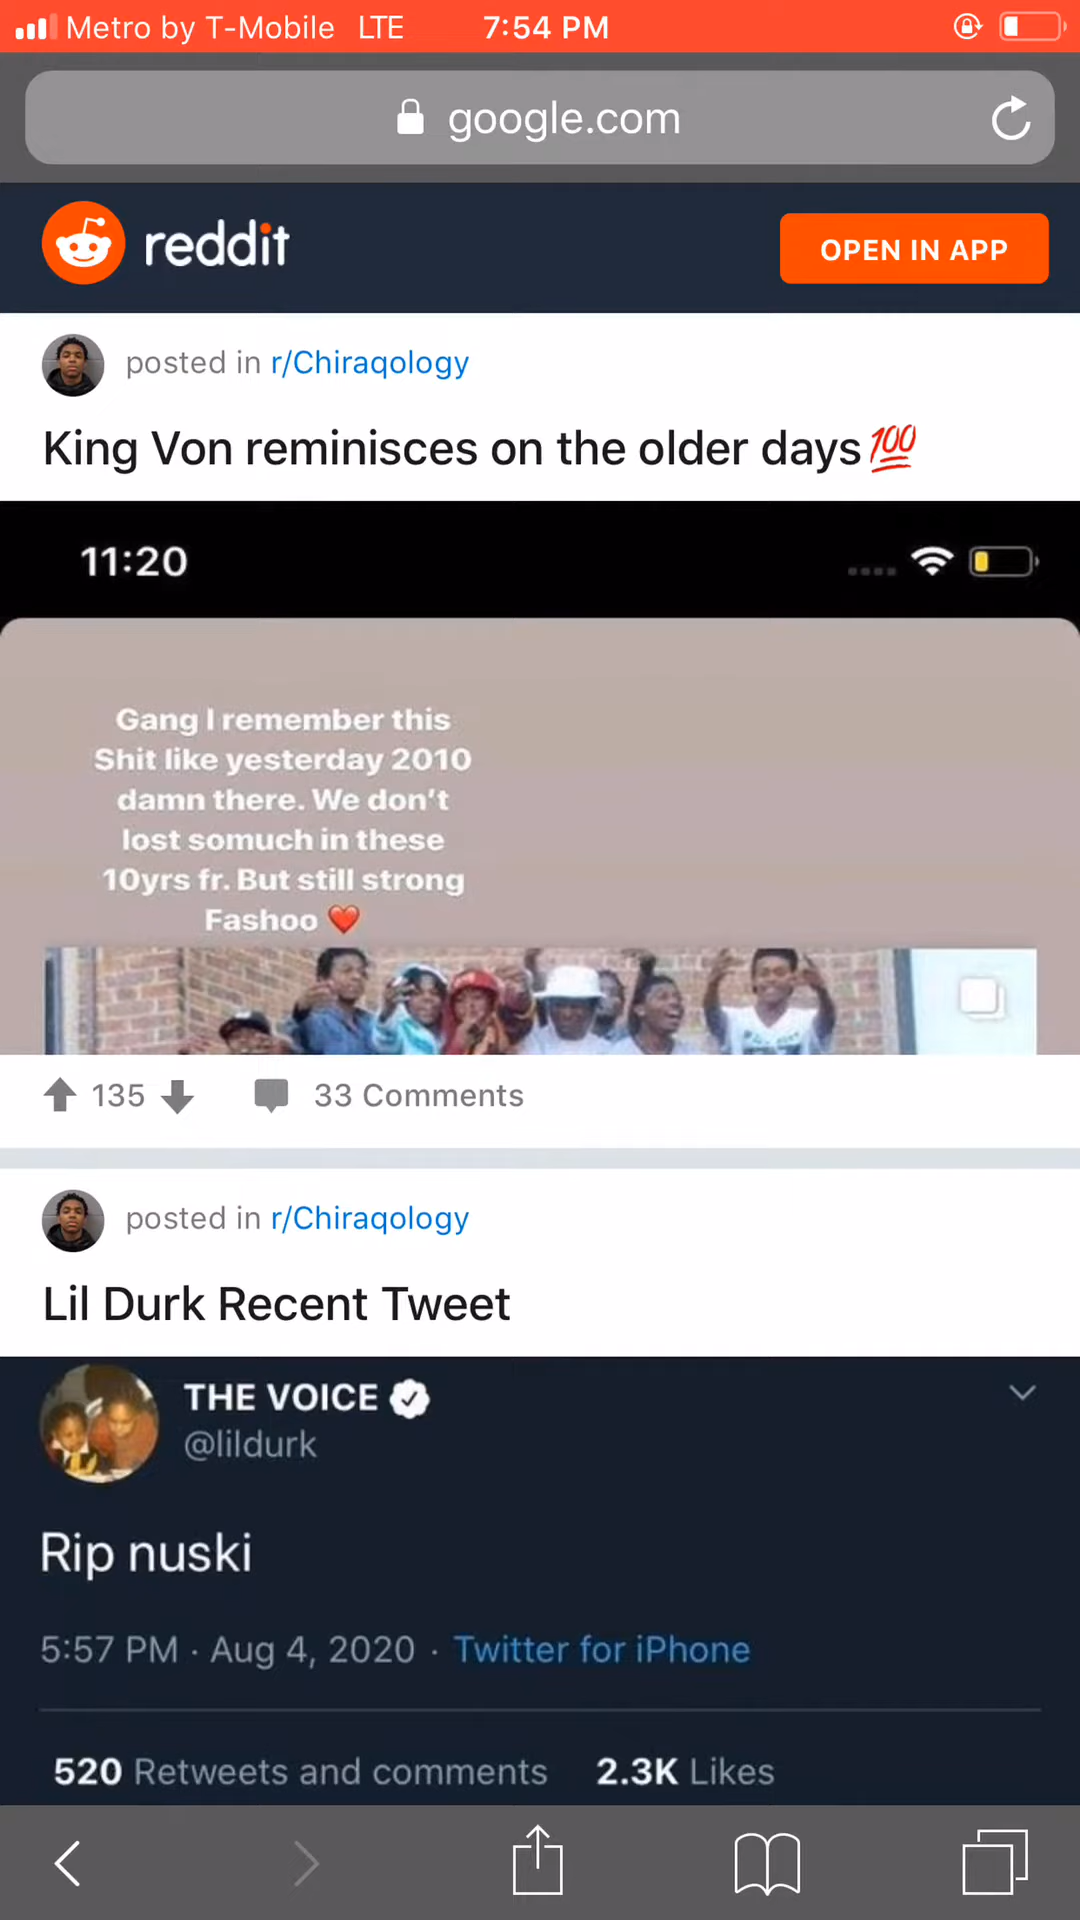 Metro by T-Mobile LTE 7:54 PM
google.com
reddit OPEN IN APP
posted in r/Chiraqology
King Von reminisces on the older days💯
11:20
Gang I remember this
Shit like yesterday 2010
damn there. We don't
lost somuch in these
10yrs fr. But still strong
Fashoo ❤️
135 33 Comments
posted in r/Chiraqology
Lil Durk Recent Tweet
THE VOICE
@lildurk
Rip nuski
5:57 PM · Aug 4, 2020 · Twitter for iPhone
520 Retweets and comments 2.3K Likes